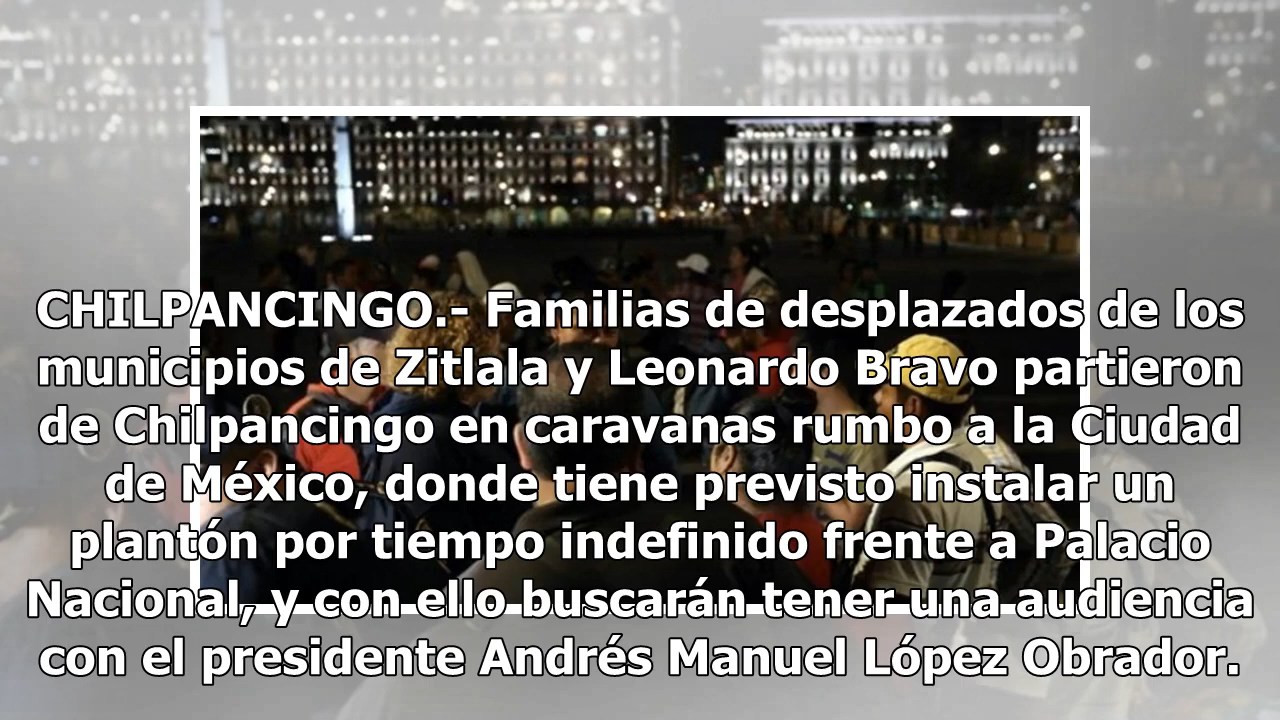 CHILPANCINGO.- Familias de desplazados de los
municipios de Zitlala y Leonardo Bravo partieron
de Chilpancingo en caravanas rumbo a la Ciudad
de México, donde tiene previsto instalar un
plantón por tiempo indefinido frente a Palacio
Nacional, y con ello buscarán tener una audiencia
con el presidente Andrés Manuel López Obrador.